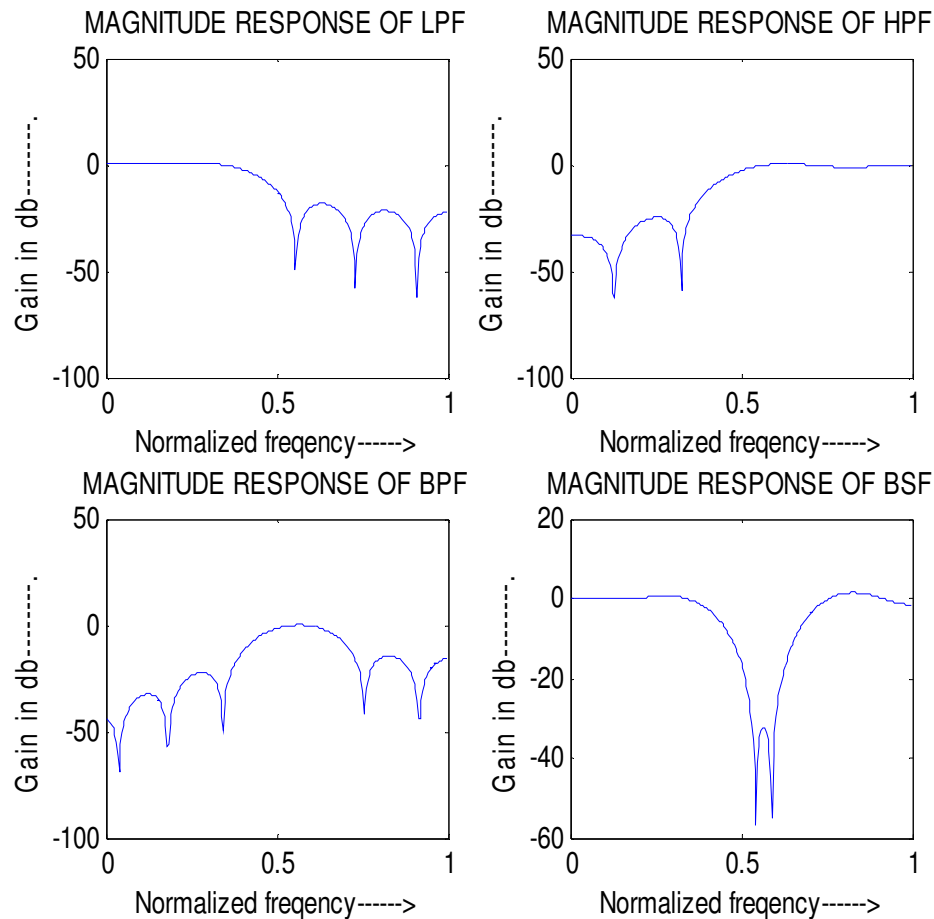 MAGNITUDE RESPONSE OF LPF
50
0
-50
-100
0
0.5
1
Gain in db--------.
Normalized freqency------>
MAGNITUDE RESPONSE OF HPF
50
0
-50
-100
0
0.5
1
Gain in db--------.
Normalized freqency------>
MAGNITUDE RESPONSE OF BPF
50
0
-50
-100
0
0.5
1
Gain in db--------.
Normalized freqency------>
MAGNITUDE RESPONSE OF BSF
20
0
-20
-40
-60
0
0.5
1
Gain in db--------.
Normalized freqency------>